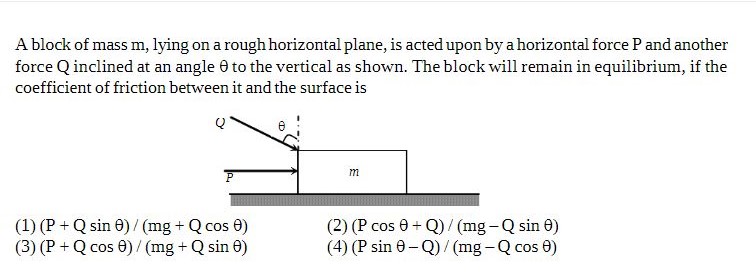 A block of mass m, lying on a rough horizontal plane, is acted upon by a horizontal force P and another
force Q inclined at an angle θ to the vertical as shown. The block will remain in equilibrium, if the
coefficient of friction between it and the surface is
Q θ
P m
(1) (P + Q sin θ) / (mg + Q cos θ) (2) (P cos θ + Q) / (mg – Q sin θ)
(3) (P + Q cos θ) / (mg + Q sin θ) (4) (P sin θ – Q) / (mg – Q cos θ)